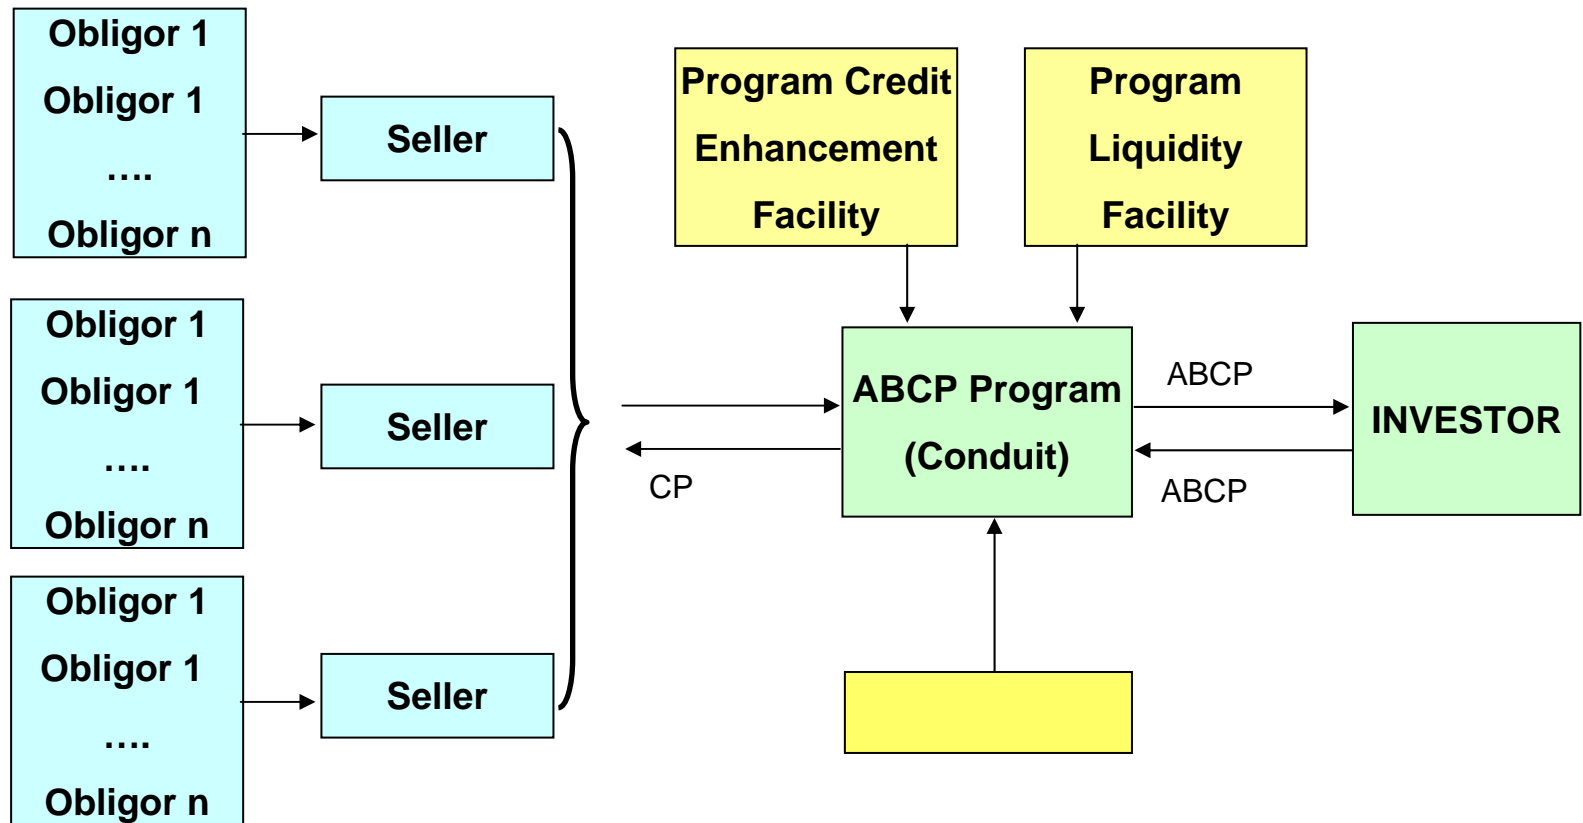 Obligor 1
Obligor 1
….
Obligor n
Seller
Program Credit
Enhancement
Facility
Program
Liquidity
Facility
Obligor 1
Obligor 1
….
Obligor n
Seller
CP
ABCP Program
(Conduit)
ABCP
ABCP
INVESTOR
Obligor 1
Obligor 1
….
Obligor n
Seller